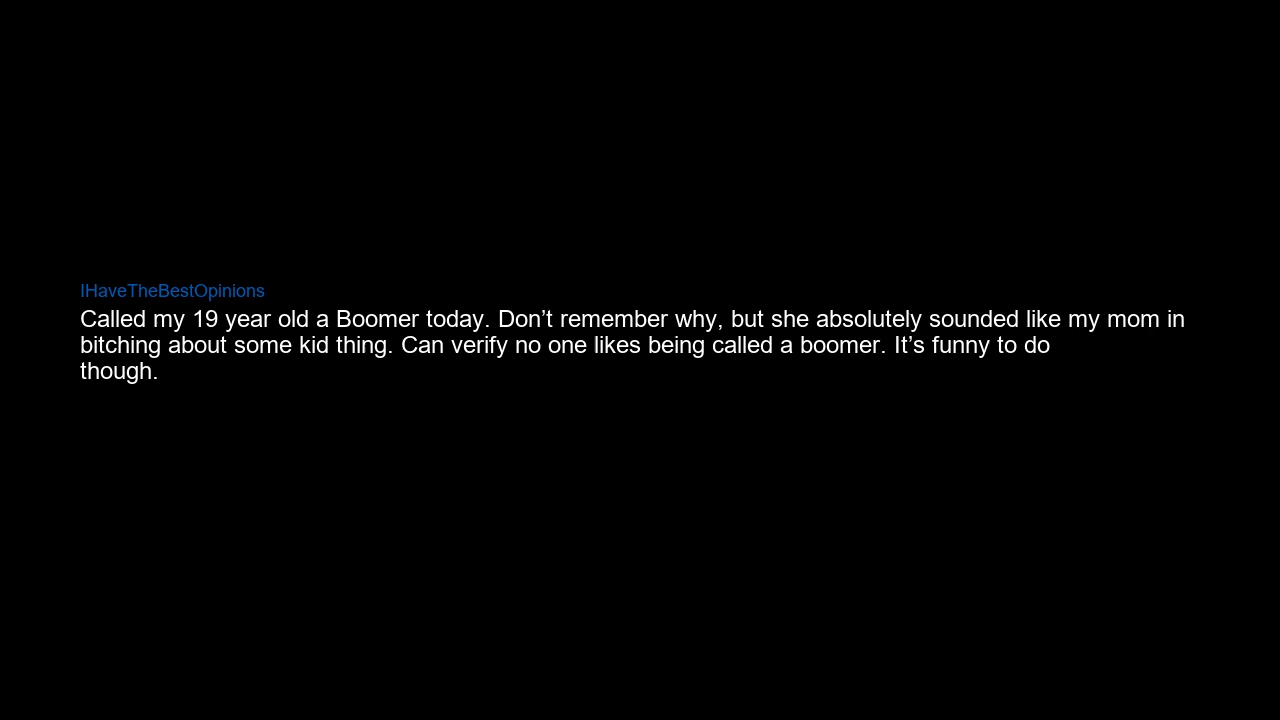 IHaveTheBestOpinions
Called my 19 year old a Boomer today. Don’t remember why, but she absolutely sounded like my mom in
bitching about some kid thing. Can verify no one likes being called a boomer. It’s funny to do
though.